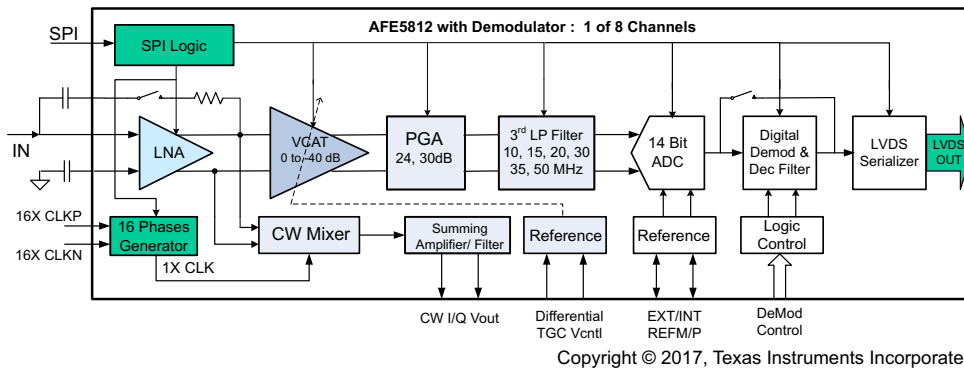 AFE5812 with Demodulator : 1 of 8 Channels
SPI
SPI Logic
IN
LNA
VCAT
0 to -40 dB
PGA
24, 30dB
3rd LP Filter
10, 15, 20, 30
35, 50 MHz
14 Bit
ADC
Digital
Demod &
Dec Filter
LVDS
Serializer
LVDS
OUT
16X CLKP
16X CLKN
16 Phases
Generator
1X CLK
CW Mixer
Summing
Amplifier/ Filter
Reference
Reference
Logic
Control
CW I/Q Vout
Differential
TGC Vcntl
EXT/INT
REFM/P
DeMod
Control
Copyright © 2017, Texas Instruments Incorporate